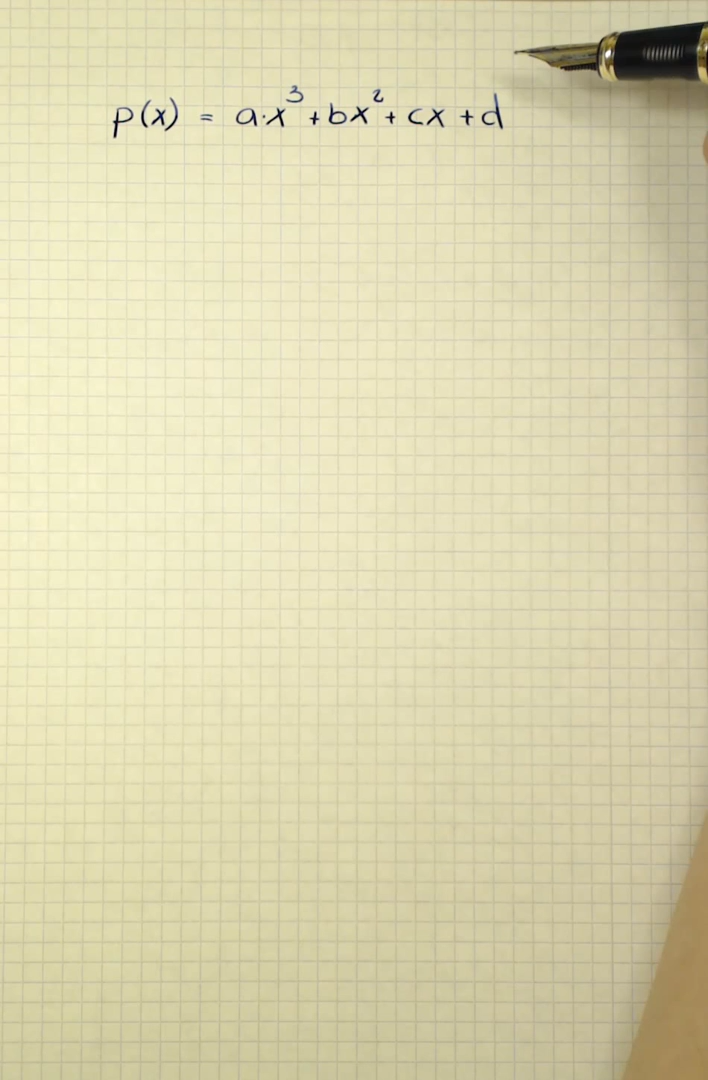 p(x) = a·x³ + bx² + cx + d